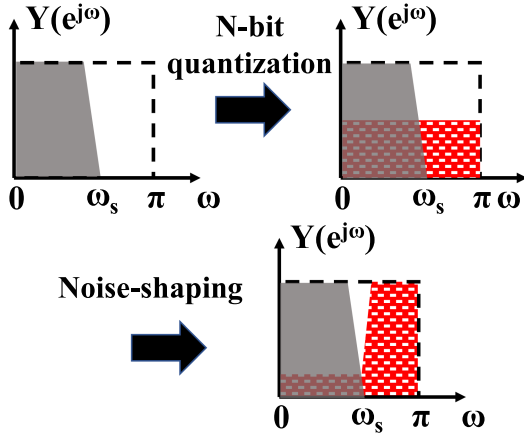 Y(e^jω)
N-bit
quantization
Y(e^jω)
0 ω_s π ω
0 ω_s π ω
Noise-shaping
Y(e^jω)
0 ω_s π ω